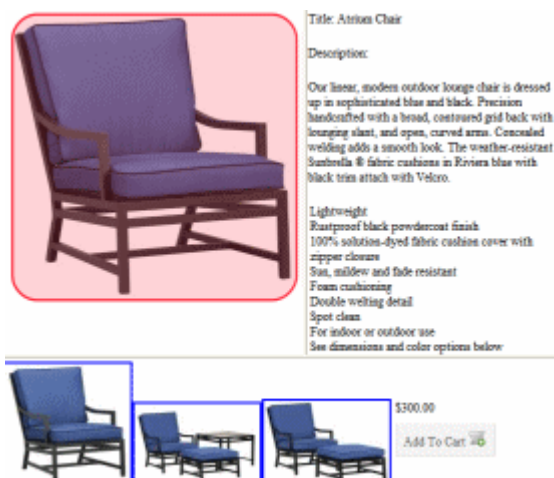 Title: Atrium Chair
Description:
Our linear, modern outdoor lounge chair is dressed
up in sophisticated blue and black. Precision
handcrafted with a broad, contoured grid back with
lounging slant, and open, curved arms. Concealed
welding adds a smooth look. The weather-resistant
Sunbrella ® fabric cushions in Riviera blue with
black trim attach with Velcro.
Lightweight
Rustproof black powdercoat finish
100% solution-dyed fabric cushion cover with
zipper closure
Sun, mildew and fade resistant
Foam cushioning
Double welting detail
Spot clean
For indoor or outdoor use
See dimensions and color options below
$300.00
Add To Cart